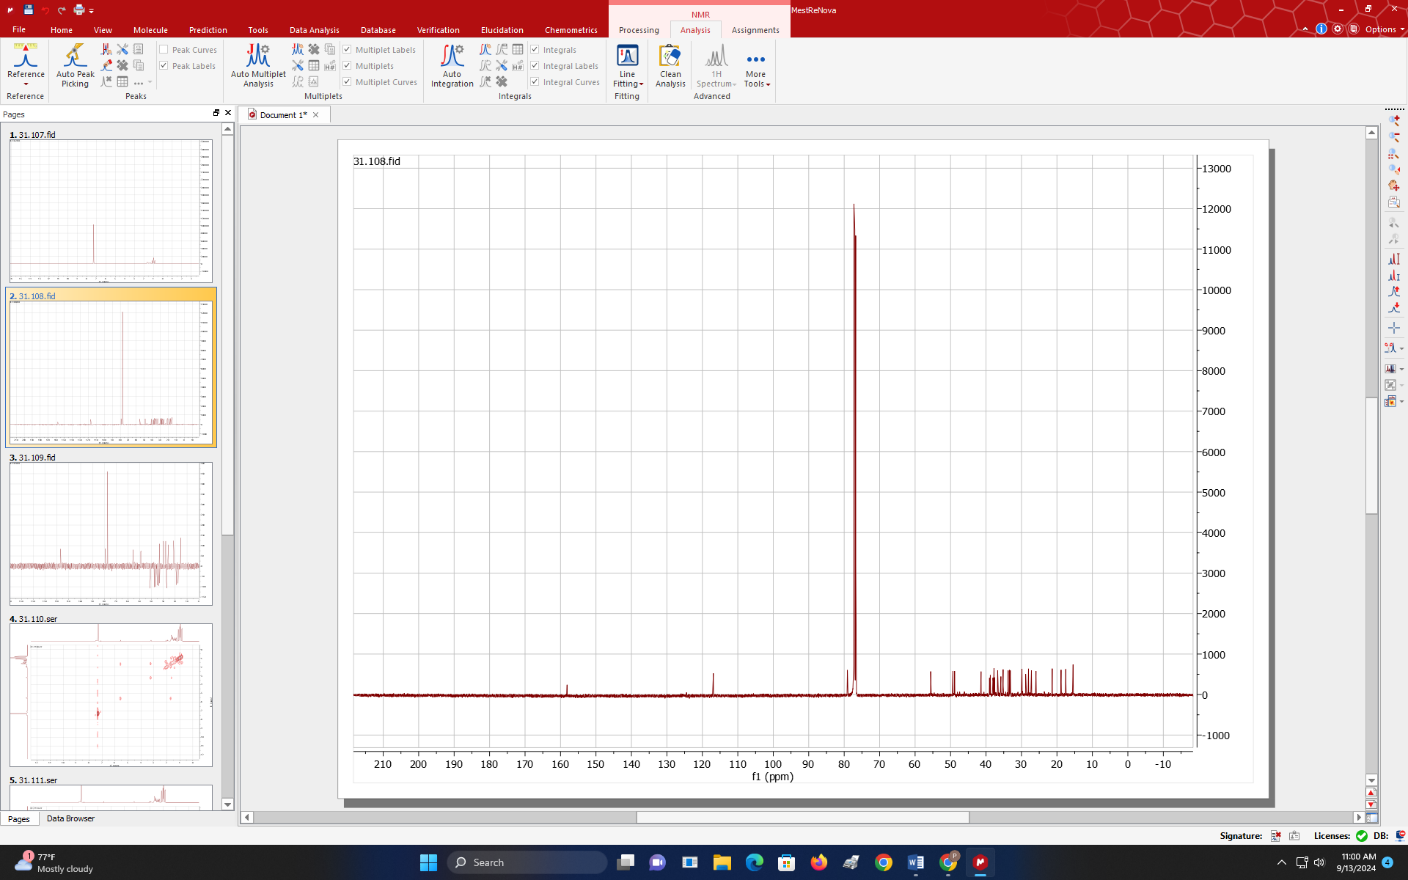 NMR
MestReNova
File Home View Molecule Prediction Tools Data Analysis Database Verification Elucidation Chemometrics Processing Analysis Assignments Options
Reference
Auto Peak Picking
Peak Curves
Peak Labels
Auto Multiplet Analysis
Multiplet Labels
Multiplets
Multiplet Curves
Auto Integration
Integrals
Integral Labels
Integral Curves
Line Fitting
Clean Analysis
1H Spectrum
More Tools
Reference Peaks Multiplets Integrals Fitting Advanced
Pages
Document 1*
1. 31.107.fid
2. 31.108.fid
3. 31.109.fid
4. 31.110.ser
5. 31.111.ser
31.108.fid
13000
12000
11000
10000
9000
8000
7000
6000
5000
4000
3000
2000
1000
0
-1000
210 200 190 180 170 160 150 140 130 120 110 100 90 80 70 60 50 40 30 20 10 0 -10
f1 (ppm)
Pages Data Browser
Signature: Licenses: DB:
1
77°F
Mostly cloudy
Search
P
11:00 AM
9/13/2024
4